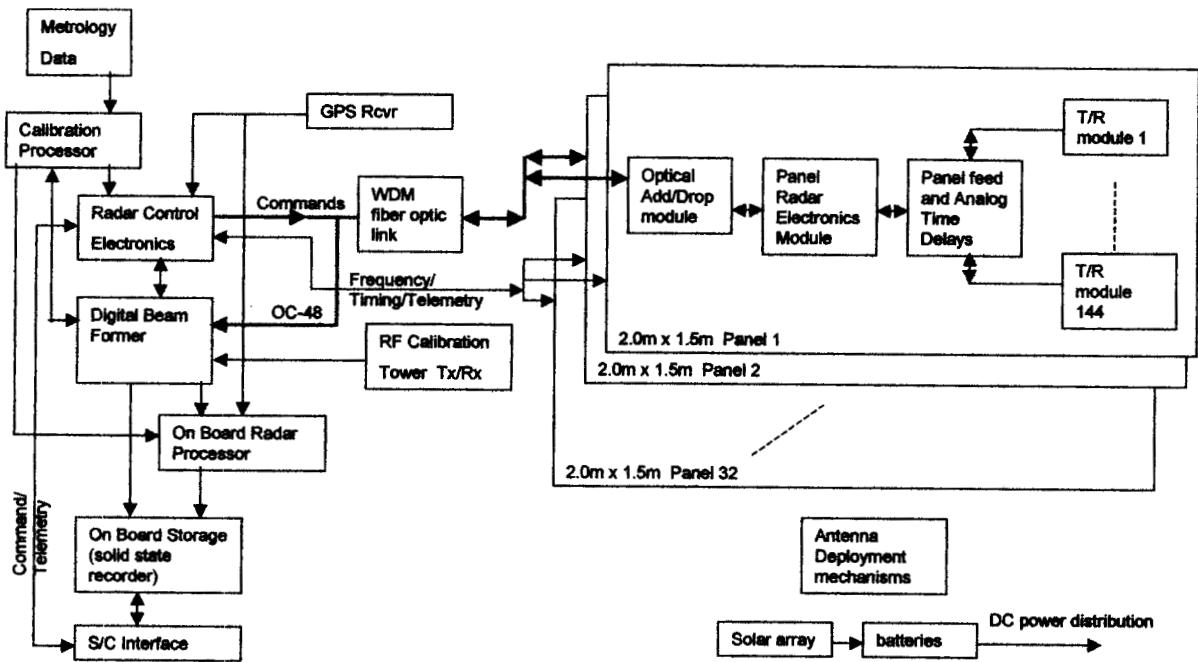 Metrology
Data
GPS Rcvr
Calibration
Processor
Radar Control
Electronics
Commands
WDM
fiber optic
link
Frequency/
Timing/Telemetry
OC-48
Digital Beam
Former
RF Calibration
Tower Tx/Rx
On Board Radar
Processor
Command/
Telemetry
On Board Storage
(solid state
recorder)
S/C Interface
Optical
Add/Drop
module
Panel
Radar
Electronics
Module
Panel feed
and Analog
Time
Delays
T/R
module 1
T/R
module
144
2.0m x 1.5m Panel 1
2.0m x 1.5m Panel 2
2.0m x 1.5m Panel 32
Antenna
Deployment
mechanisms
Solar array
batteries
DC power distribution